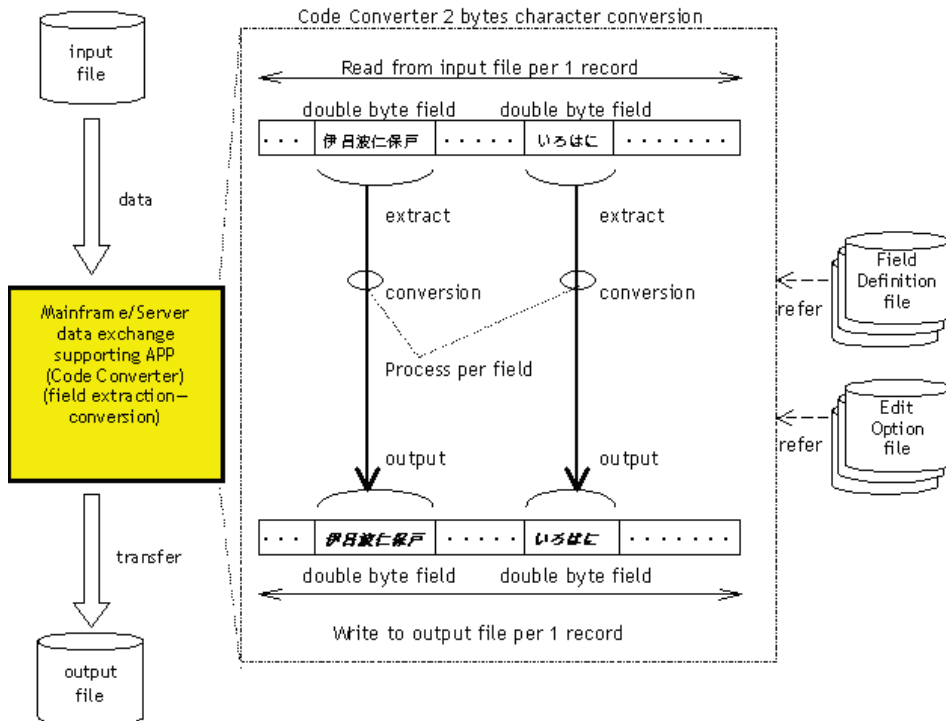 Code Converter 2 bytes character conversion
input
file
Read from input file per 1 record
double byte field double byte field
・・・ 伊呂波仁保戸 ・・・・・ いろはに ・・・・・・・
data
extract extract
Field
Definition
file
conversion conversion
refer
Mainframe/Server
data exchange
supporting APP
(Code Converter)
(field extraction–
conversion)
Process per field
Edit
Option
file
refer
output output
・・・ 伊呂波仁保戸 ・・・・・ いろはに ・・・・・・・
transfer
double byte field double byte field
Write to output file per 1 record
output
file